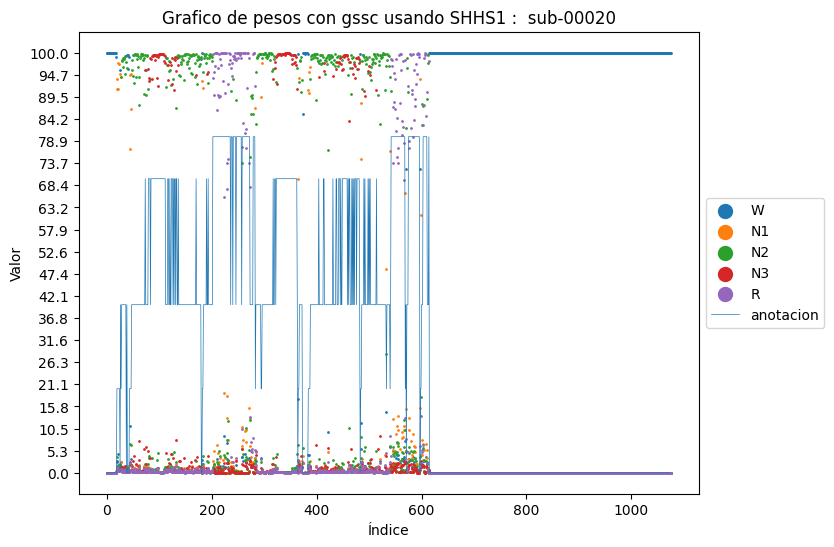 Grafico de pesos con gssc usando SHHS1 :  sub-00020
Valor
100.0
94.7
89.5
84.2
78.9
73.7
68.4
63.2
57.9
52.6
47.4
42.1
36.8
31.6
26.3
21.1
15.8
10.5
5.3
0.0
0 200 400 600 800 1000
Índice
W
N1
N2
N3
R
anotacion